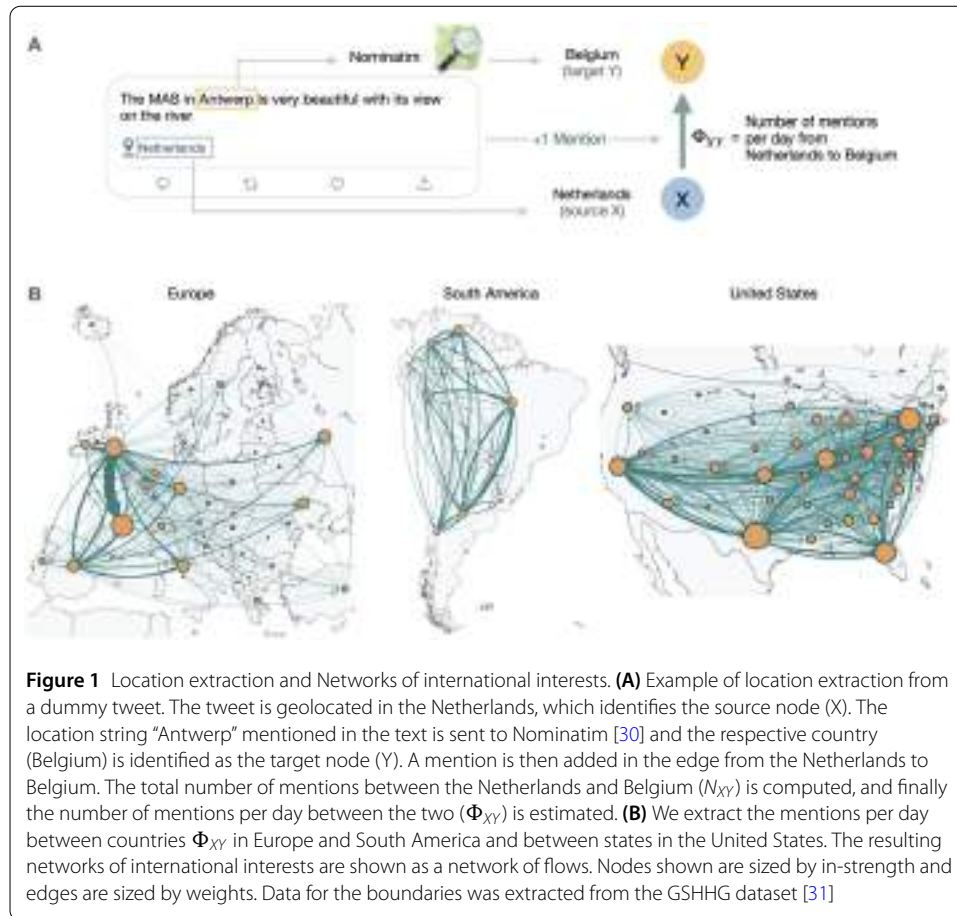 A
Nominatim
Belgium
(target Y)
Y
The MAS in Antwerp is very beautiful with its view
on the river
Netherlands
+1 Mention
Φxy = Number of mentions
per day from
Netherlands to Belgium
Netherlands
(source X)
X
B
Europe
South America
United States
Figure 1 Location extraction and Networks of international interests. (A) Example of location extraction from
a dummy tweet. The tweet is geolocated in the Netherlands, which identifies the source node (X). The
location string “Antwerp” mentioned in the text is sent to Nominatim [30] and the respective country
(Belgium) is identified as the target node (Y). A mention is then added in the edge from the Netherlands to
Belgium. The total number of mentions between the Netherlands and Belgium (NXY) is computed, and finally
the number of mentions per day between the two (ΦXY) is estimated. (B) We extract the mentions per day
between countries ΦXY in Europe and South America and between states in the United States. The resulting
networks of international interests are shown as a network of flows. Nodes shown are sized by in-strength and
edges are sized by weights. Data for the boundaries was extracted from the GSHHG dataset [31]